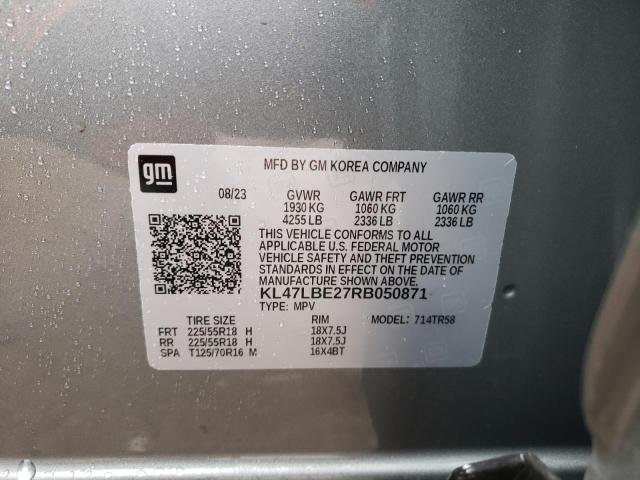 gm
MFD BY GM KOREA COMPANY
08/23 GVWR GAWR FRT GAWR RR
1930 KG 1060 KG 1060 KG
4255 LB 2336 LB 2336 LB
THIS VEHICLE CONFORMS TO ALL
APPLICABLE U.S. FEDERAL MOTOR
VEHICLE SAFETY AND THEFT PREVENTION
STANDARDS IN EFFECT ON THE DATE OF
MANUFACTURE SHOWN ABOVE.
KL47LBE27RB050871
TYPE: MPV
TIRE SIZE RIM MODEL: 714TR58
FRT 225/55R18 H 18X7.5J
RR 225/55R18 H 18X7.5J
SPA T125/70R16 M 16X4BT